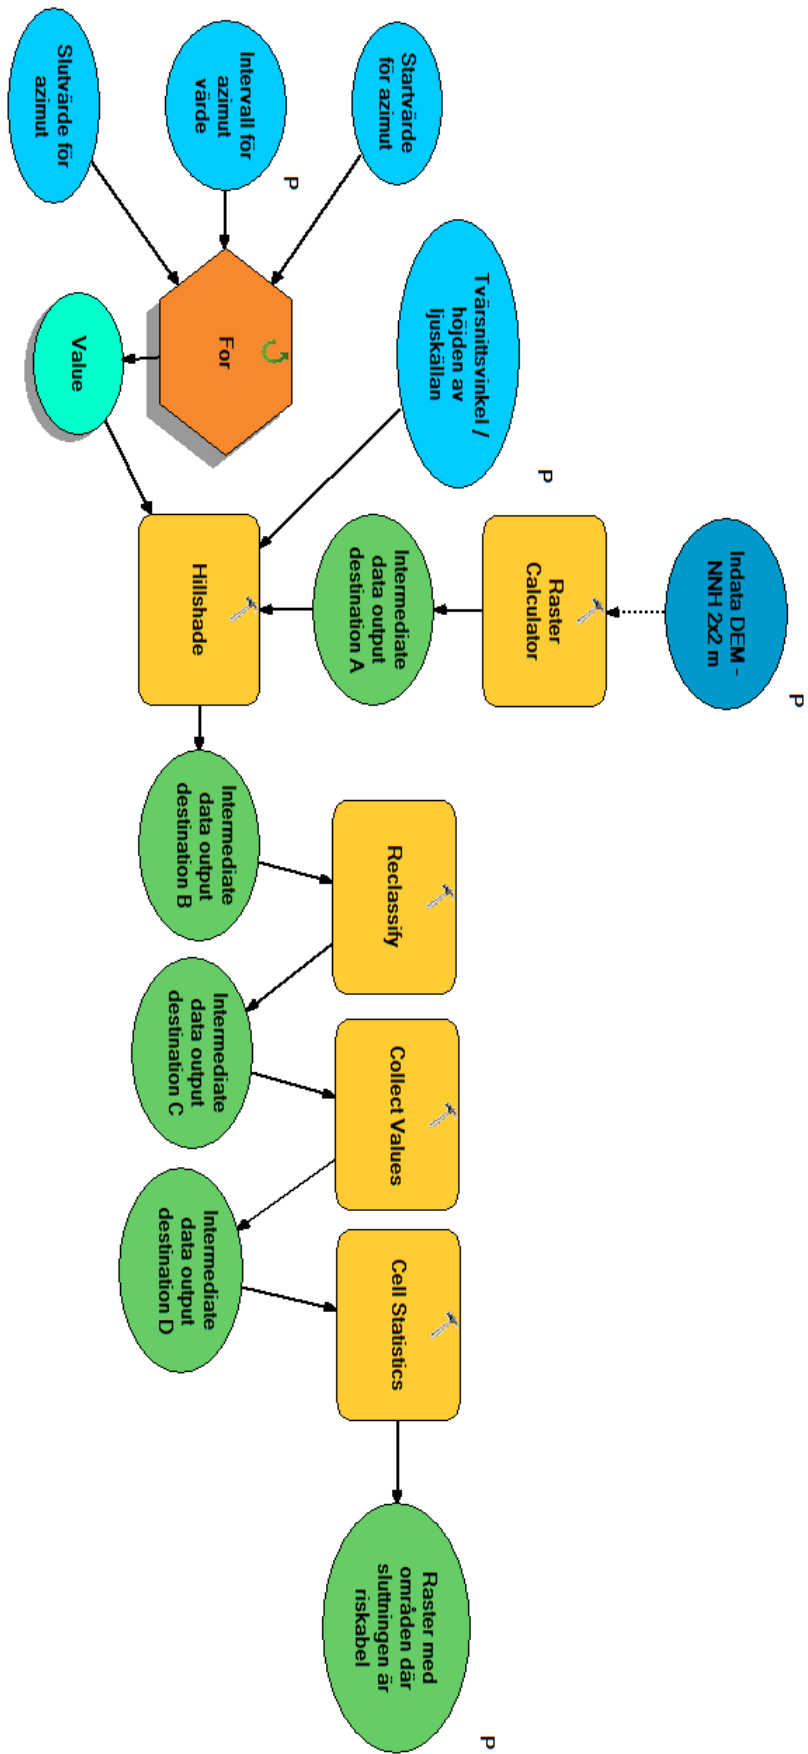 Slutvärde för
azimut
Intervall för
azimut
värde
P
Startvärde
för azimut
For
Value
Tvärsnittsvinkel /
höjden av
ljuskällan
P
Indata DEM -
NNH 2x2 m
P
Raster
Calculator
Intermediate
data output
destination A
Hillshade
Intermediate
data output
destination B
Reclassify
Intermediate
data output
destination C
Collect Values
Intermediate
data output
destination D
Cell Statistics
Raster med
områden där
sluttningen är
riskabel
P